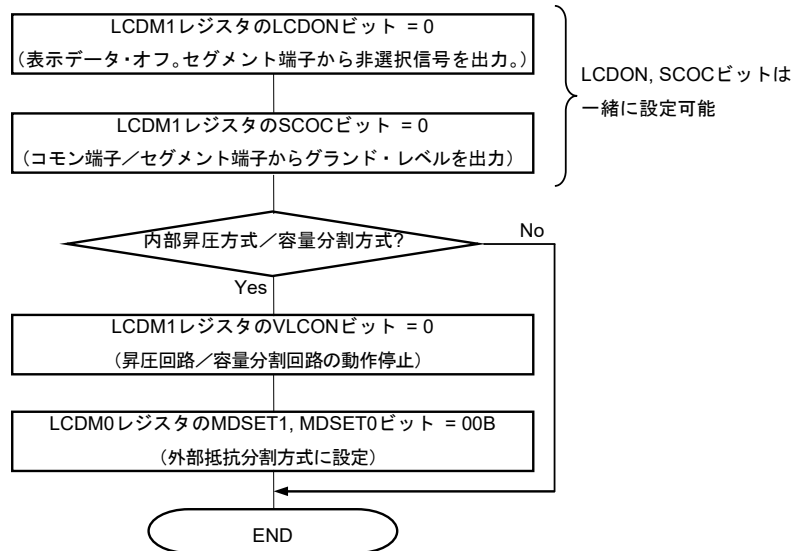 LCDM1レジスタのLCDONビット = 0
（表示データ・オフ。セグメント端子から非選択信号を出力。）
LCDON, SCOCビットは
一緒に設定可能
LCDM1レジスタのSCOCビット = 0
（コモン端子／セグメント端子からグランド・レベルを出力）
内部昇圧方式／容量分割方式?
No
Yes
LCDM1レジスタのVLCONビット = 0
（昇圧回路／容量分割回路の動作停止）
LCDM0レジスタのMDSET1, MDSET0ビット = 00B
（外部抵抗分割方式に設定）
END